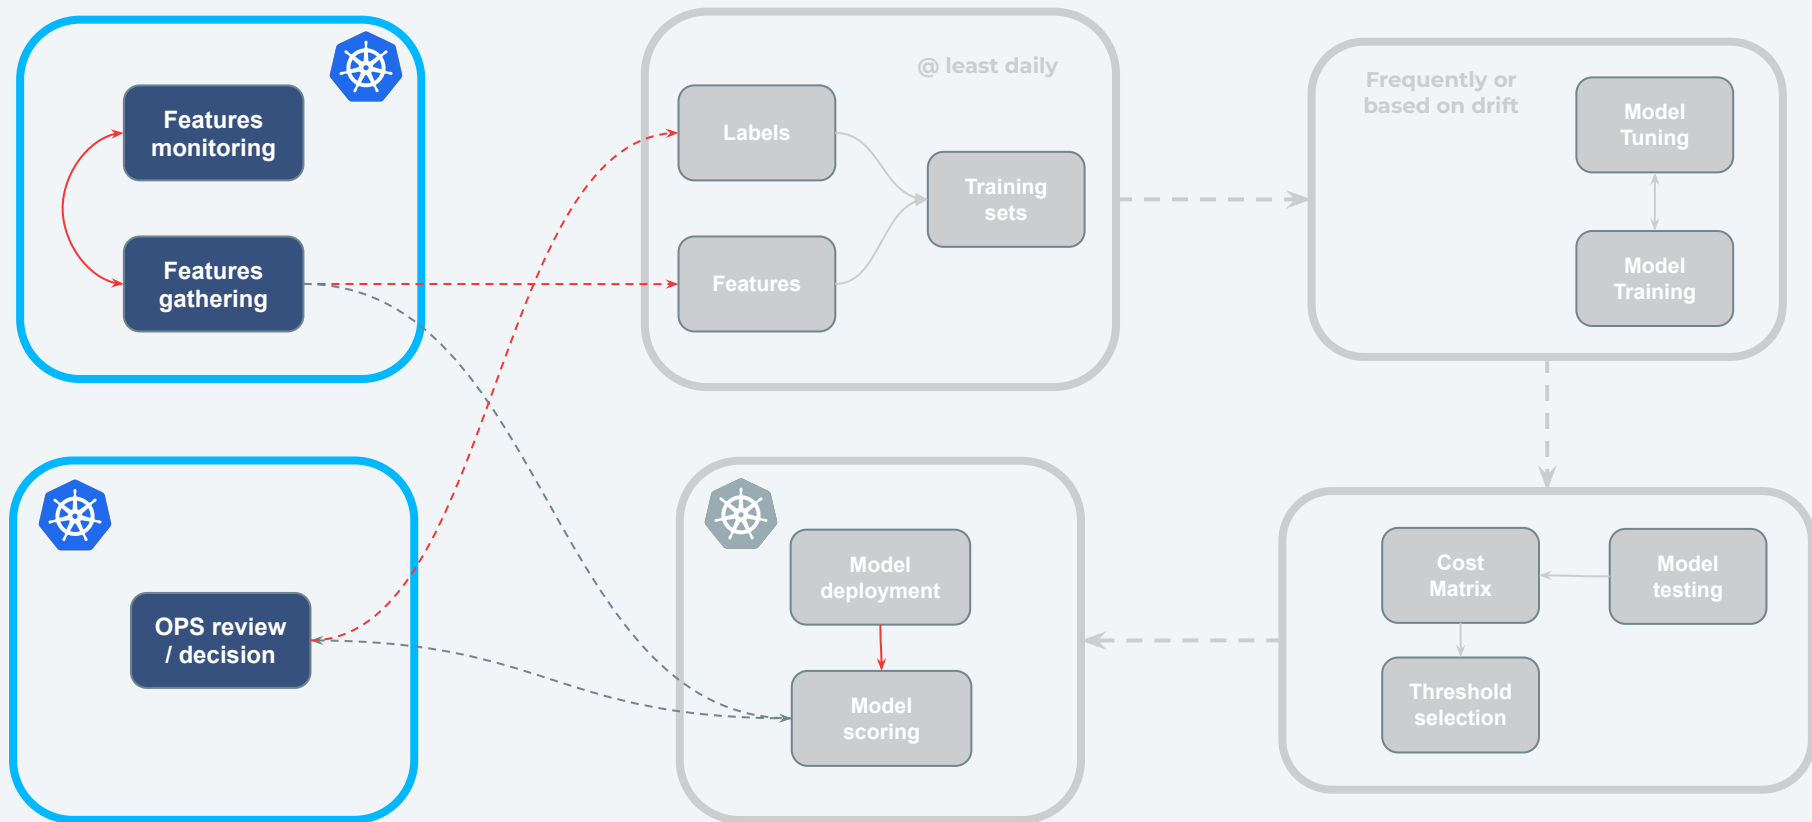 Features
monitoring
Features
gathering
@ least daily
Labels
Features
Training
sets
Frequently or
based on drift
Model
Tuning
Model
Training
OPS review
/ decision
Model
deployment
Model
scoring
Cost
Matrix
Model
testing
Threshold
selection